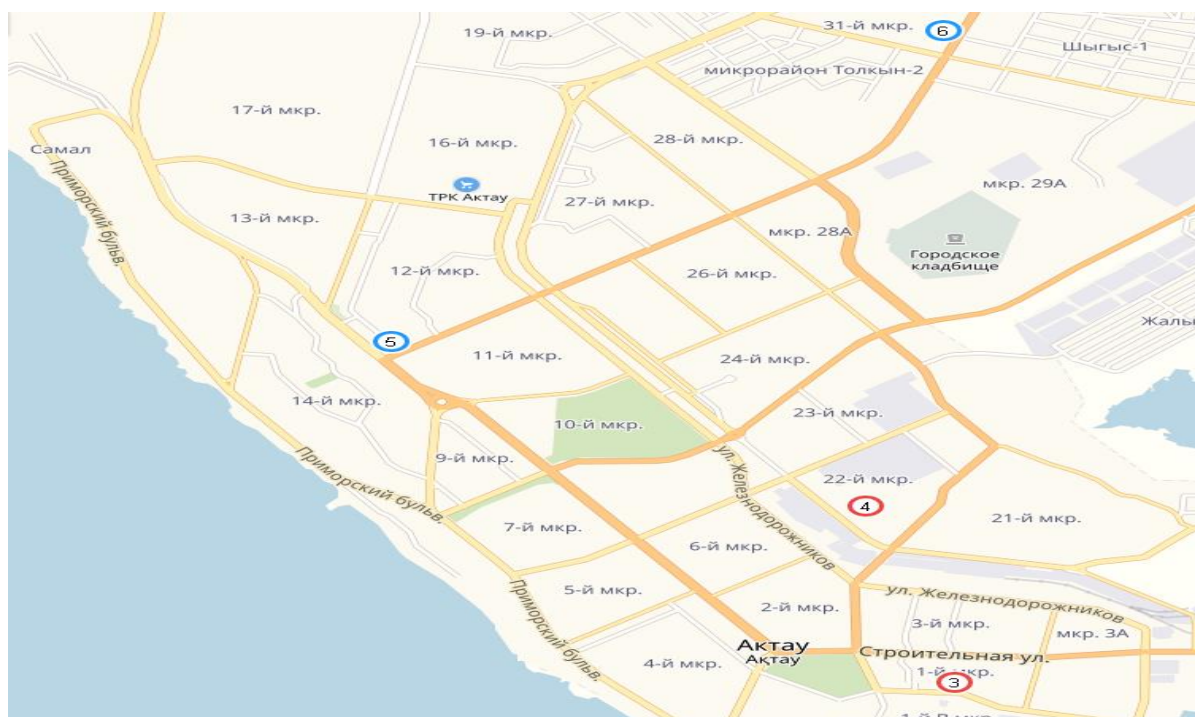 19-й мкр.
31-й мкр.
6
Шығыс-1
микрорайон Толкын-2
17-й мкр.
16-й мкр.
28-й мкр.
Самал
ТРК Актау
мкр. 29А
27-й мкр.
13-й мкр.
Приморский бульв.
мкр. 28А
Городское
кладбище
12-й мкр.
26-й мкр.
5
11-й мкр.
24-й мкр.
14-й мкр.
10-й мкр.
23-й мкр.
9-й мкр.
Приморский бульв.
ул. Железнодорожников
22-й мкр.
4
21-й мкр.
7-й мкр.
6-й мкр.
5-й мкр.
Приморский бульв.
2-й мкр.
ул. Железнодорожников
3-й мкр.
мкр. 3А
Актау
Ақтау
Строительная ул.
4-й мкр.
1-й мкр.
3